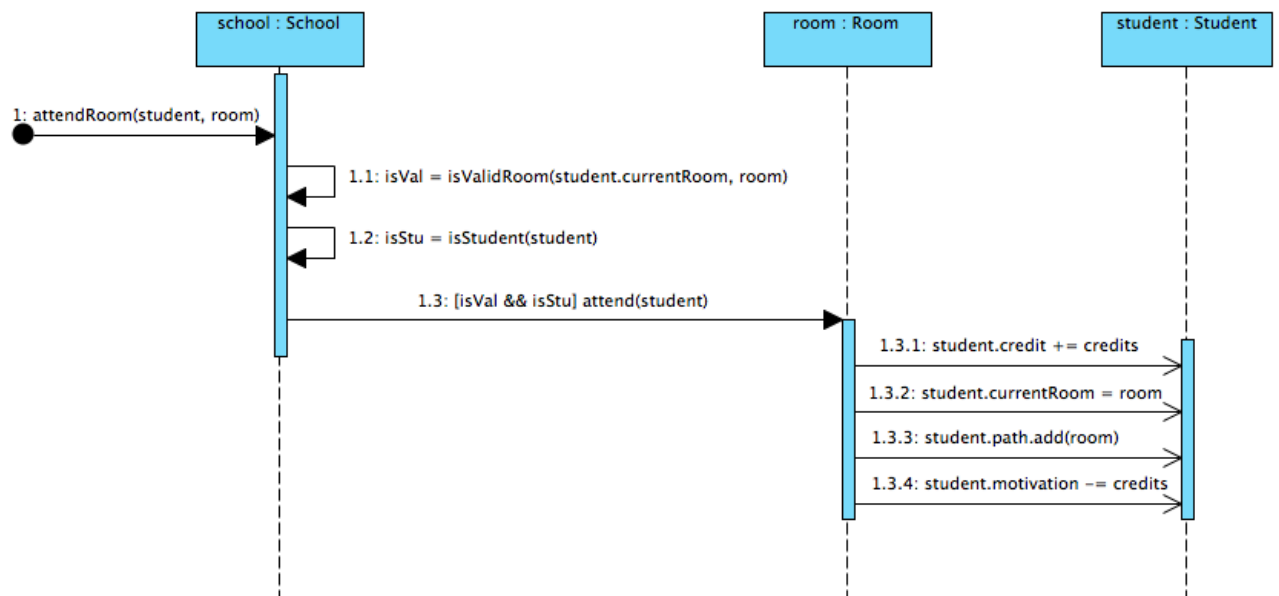 school : School
room : Room
student : Student
1: attendRoom(student, room)
1.1: isVal = isValidRoom(student.currentRoom, room)
1.2: isStu = isStudent(student)
1.3: [isVal && isStu] attend(student)
1.3.1: student.credit += credits
1.3.2: student.currentRoom = room
1.3.3: student.path.add(room)
1.3.4: student.motivation -= credits